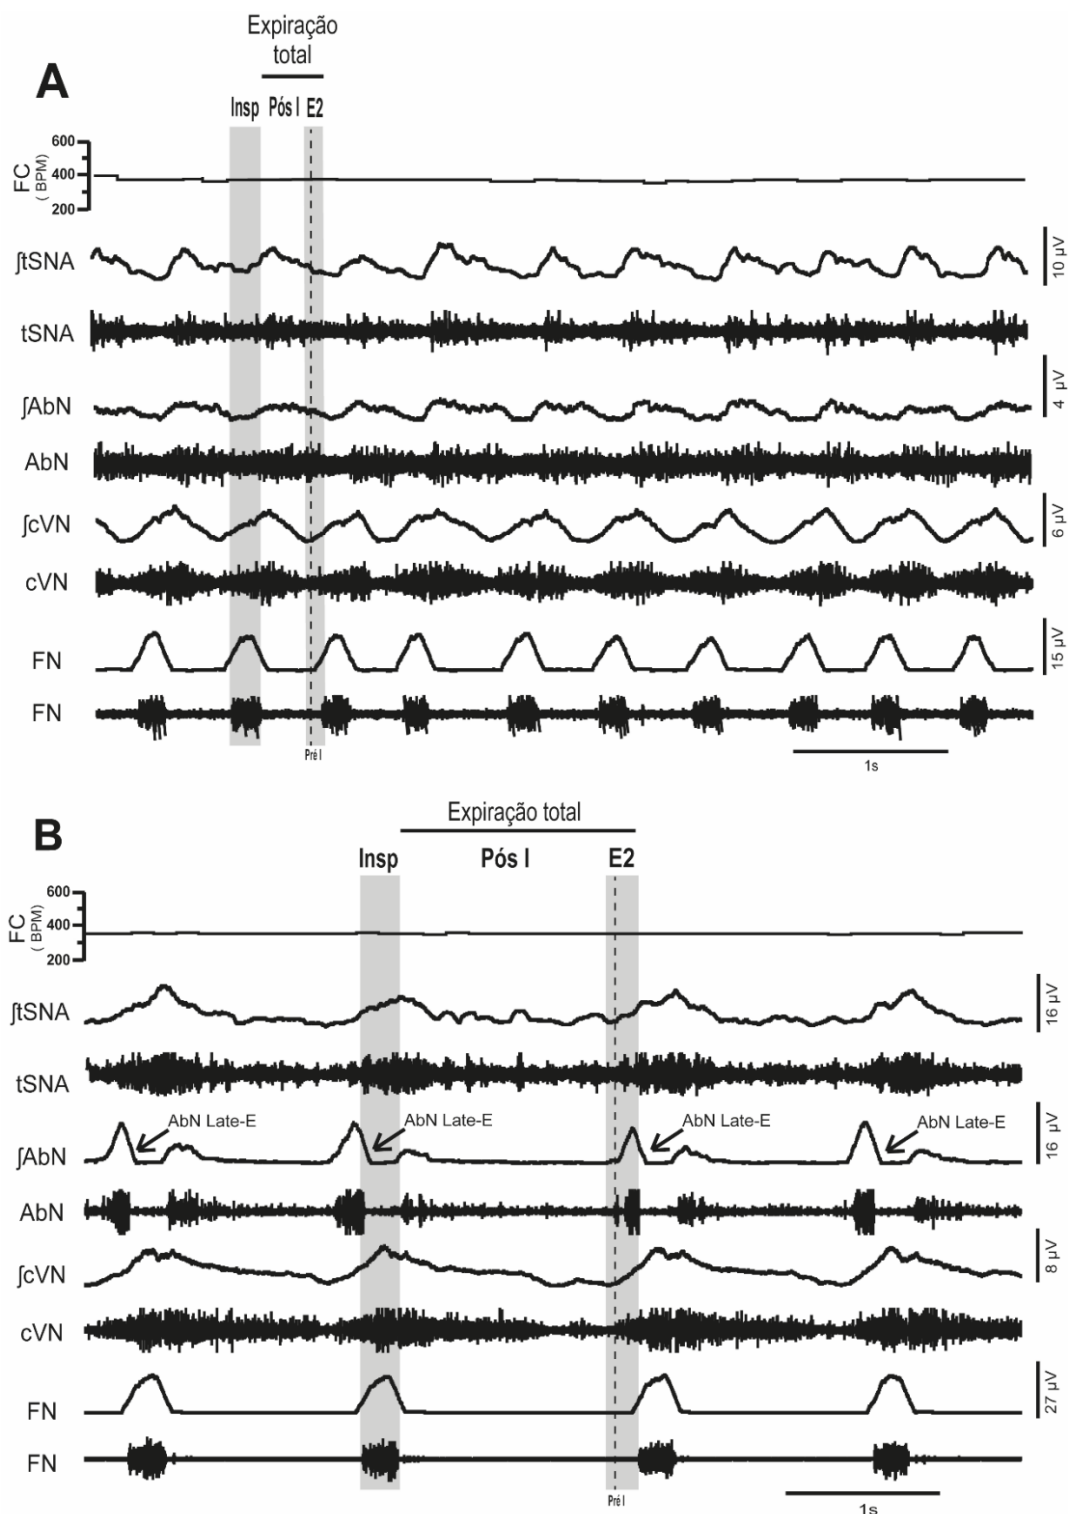 Expiração
total
A
Insp Pós I E2
600
400
200
FC
( BPM)
∫tSNA
10 µV
tSNA
∫AbN
4 µV
AbN
∫cVN
6 µV
cVN
FN
15 µV
FN
Pré I
1s
Expiração total
B
Insp Pós I E2
600
400
200
FC
( BPM)
∫tSNA
16 µV
tSNA
AbN Late-E AbN Late-E AbN Late-E AbN Late-E
∫AbN
16 µV
AbN
∫cVN
8 µV
cVN
FN
27 µV
FN
Pré I
1s